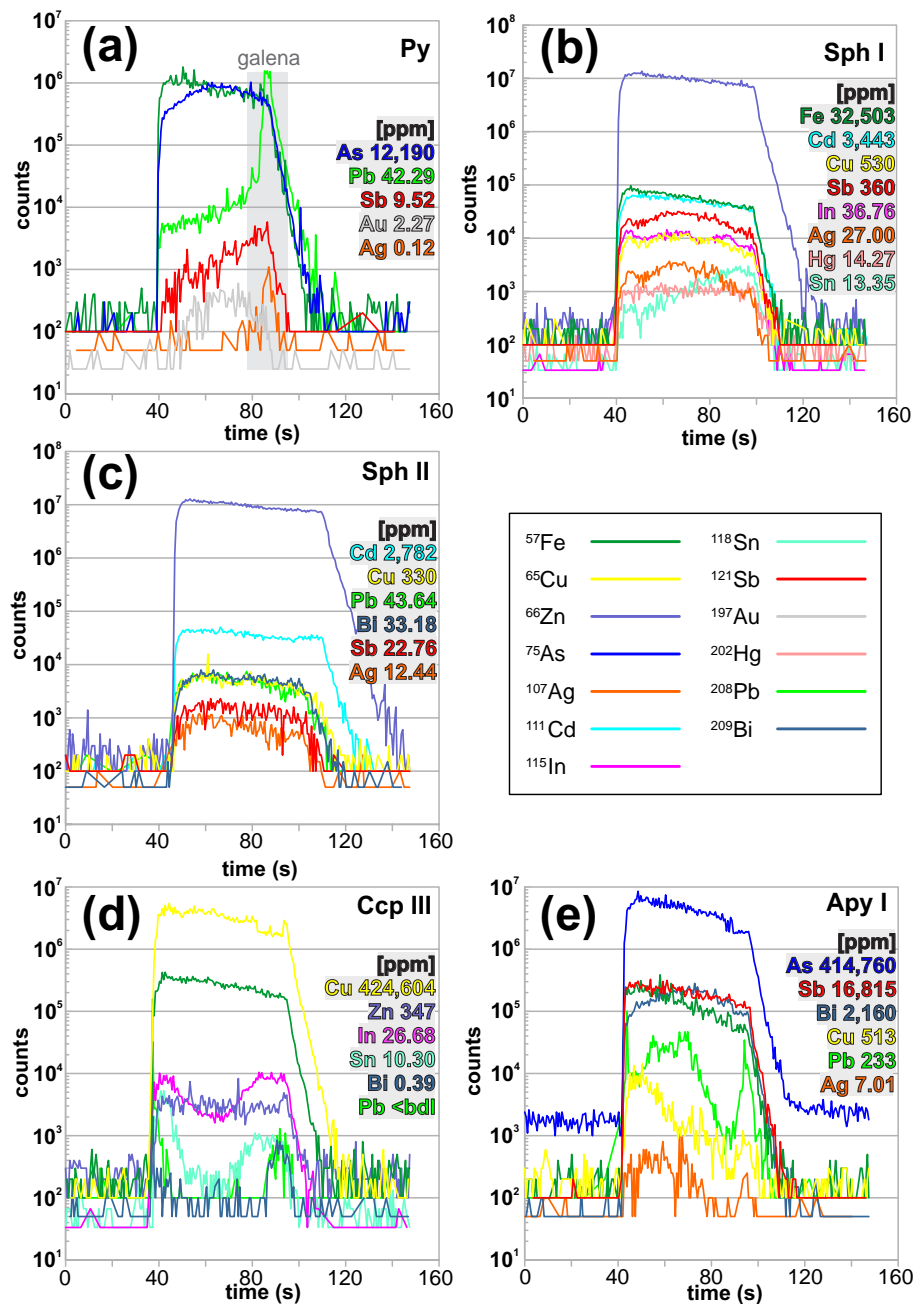 (a)
Py
galena
[ppm]
As 12,190
Pb 42.29
Sb 9.52
Au 2.27
Ag 0.12
counts
10⁷
10⁶
10⁵
10⁴
10³
10²
10¹
0 40 80 120 160
time (s)
(b)
Sph I
[ppm]
Fe 32,503
Cd 3,443
Cu 530
Sb 360
In 36.76
Ag 27.00
Hg 14.27
Sn 13.35
counts
10⁸
10⁷
10⁶
10⁵
10⁴
10³
10²
10¹
0 40 80 120 160
time (s)
(c)
Sph II
[ppm]
Cd 2,782
Cu 330
Pb 43.64
Bi 33.18
Sb 22.76
Ag 12.44
counts
10⁸
10⁷
10⁶
10⁵
10⁴
10³
10²
10¹
0 40 80 120 160
time (s)
⁵⁷Fe
⁶⁵Cu
⁶⁶Zn
⁷⁵As
¹⁰⁷Ag
¹¹¹Cd
¹¹⁵In
¹¹⁸Sn
¹²¹Sb
¹⁹⁷Au
²⁰²Hg
²⁰⁸Pb
²⁰⁹Bi
(d)
Ccp III
[ppm]
Cu 424,604
Zn 347
In 26.68
Sn 10.30
Bi 0.39
Pb <bdl
counts
10⁷
10⁶
10⁵
10⁴
10³
10²
10¹
0 40 80 120 160
time (s)
(e)
Apy I
[ppm]
As 414,760
Sb 16,815
Bi 2,160
Cu 513
Pb 233
Ag 7.01
counts
10⁷
10⁶
10⁵
10⁴
10³
10²
10¹
0 40 80 120 160
time (s)